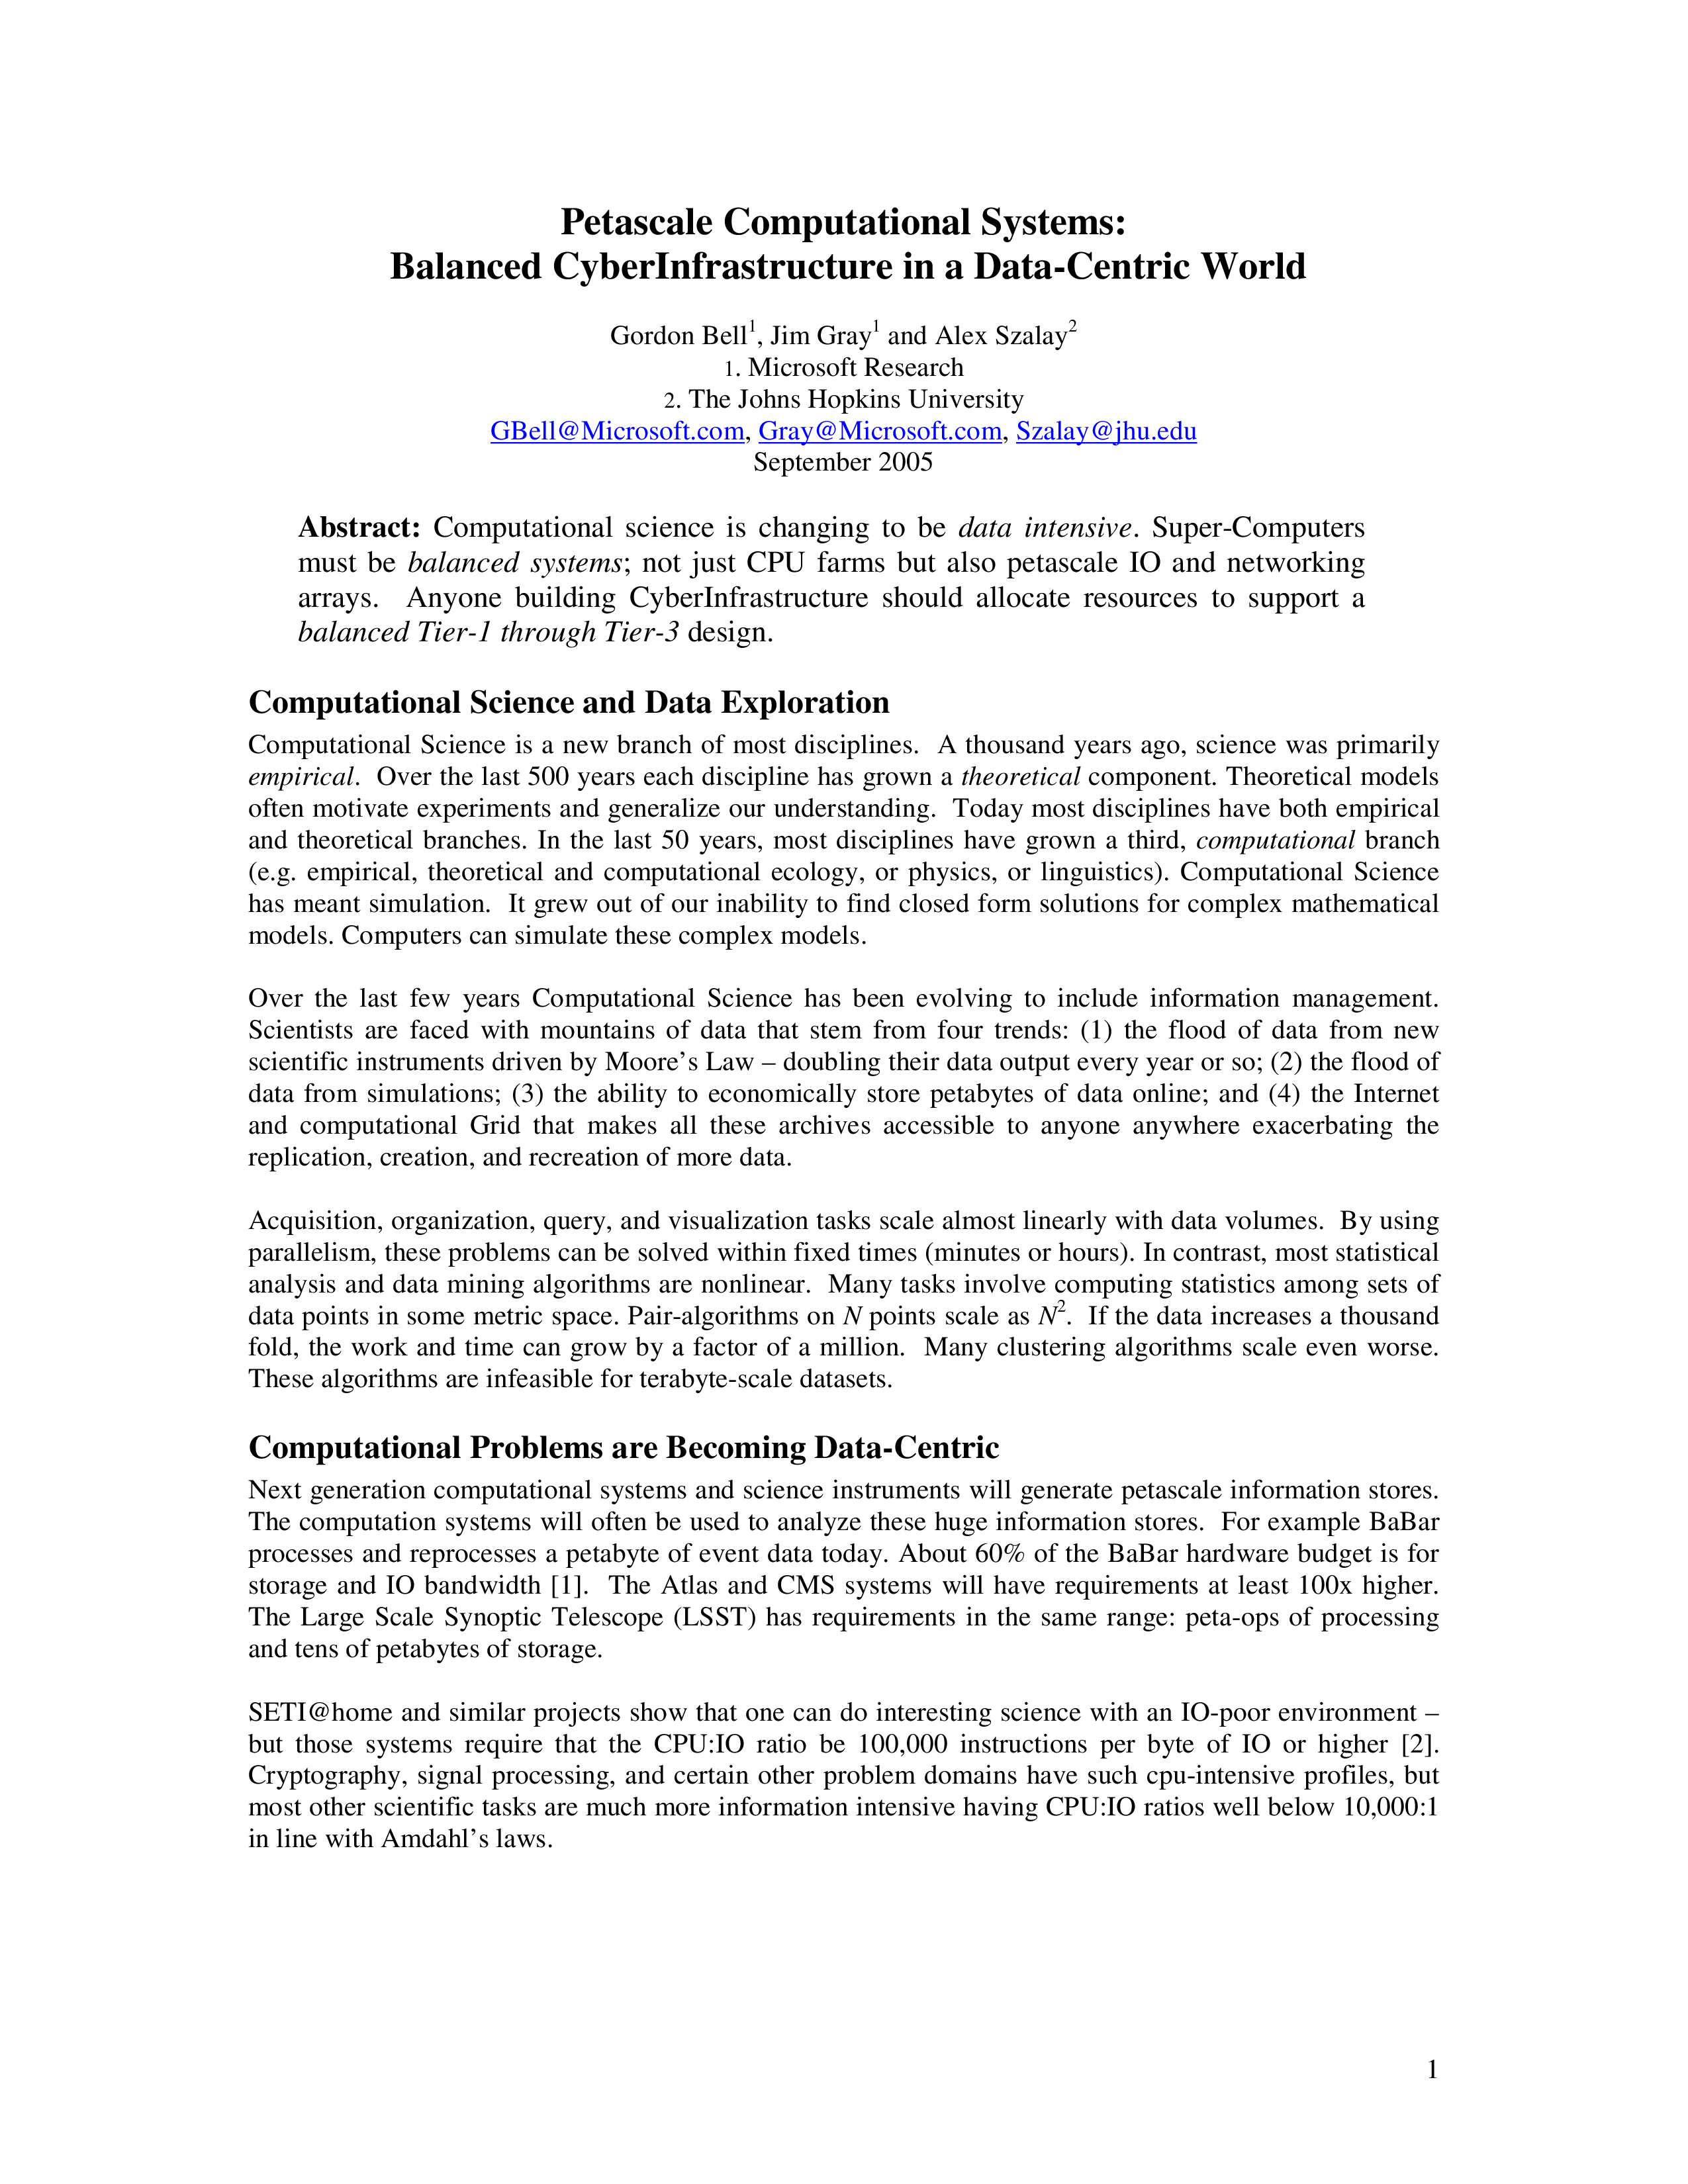 Petascale Computational Systems:
Balanced CyberInfrastructure in a Data-Centric World
Gordon Bell1, Jim Gray1 and Alex Szalay2
1. Microsoft Research
2. The Johns Hopkins University
GBell@Microsoft.com, Gray@Microsoft.com, Szalay@jhu.edu
September 2005
Abstract: Computational science is changing to be data intensive. Super-Computers
must be balanced systems; not just CPU farms but also petascale IO and networking
arrays. Anyone building CyberInfrastructure should allocate resources to support a
balanced Tier-1 through Tier-3 design.
Computational Science and Data Exploration
Computational Science is a new branch of most disciplines. A thousand years ago, science was primarily
empirical. Over the last 500 years each discipline has grown a theoretical component. Theoretical models
often motivate experiments and generalize our understanding. Today most disciplines have both empirical
and theoretical branches. In the last 50 years, most disciplines have grown a third, computational branch
(e.g. empirical, theoretical and computational ecology, or physics, or linguistics). Computational Science
has meant simulation. It grew out of our inability to find closed form solutions for complex mathematical
models. Computers can simulate these complex models.
Over the last few years Computational Science has been evolving to include information management.
Scientists are faced with mountains of data that stem from four trends: (1) the flood of data from new
scientific instruments driven by Moore's Law – doubling their data output every year or so; (2) the flood of
data from simulations; (3) the ability to economically store petabytes of data online; and (4) the Internet
and computational Grid that makes all these archives accessible to anyone anywhere exacerbating the
replication, creation, and recreation of more data.
Acquisition, organization, query, and visualization tasks scale almost linearly with data volumes. By using
parallelism, these problems can be solved within fixed times (minutes or hours). In contrast, most statistical
analysis and data mining algorithms are nonlinear. Many tasks involve computing statistics among sets of
data points in some metric space. Pair-algorithms on N points scale as N2. If the data increases a thousand
fold, the work and time can grow by a factor of a million. Many clustering algorithms scale even worse.
These algorithms are infeasible for terabyte-scale datasets.
Computational Problems are Becoming Data-Centric
Next generation computational systems and science instruments will generate petascale information stores.
The computation systems will often be used to analyze these huge information stores. For example BaBar
processes and reprocesses a petabyte of event data today. About 60% of the BaBar hardware budget is for
storage and IO bandwidth [1]. The Atlas and CMS systems will have requirements at least 100x higher.
The Large Scale Synoptic Telescope (LSST) has requirements in the same range: peta-ops of processing
and tens of petabytes of storage.
SETI@home and similar projects show that one can do interesting science with an IO-poor environment –
but those systems require that the CPU:IO ratio be 100,000 instructions per byte of IO or higher [2].
Cryptography, signal processing, and certain other problem domains have such cpu-intensive profiles, but
most other scientific tasks are much more information intensive having CPU:IO ratios well below 10,000:1
in line with Amdahl's laws.
1